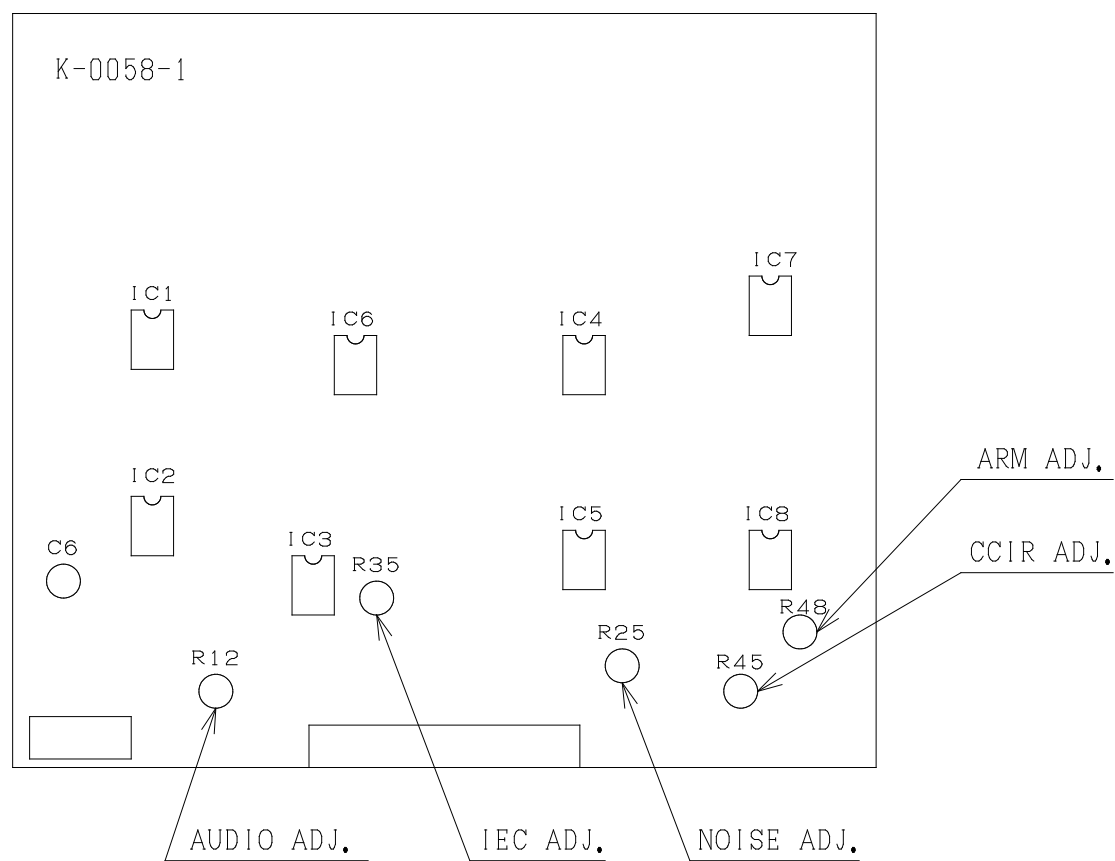 K-0058-1
IC7
IC1
IC6
IC4
ARM ADJ.
IC2
IC5
IC8
IC3
C6
R35
CCIR ADJ.
R48
R25
R12
R45
AUDIO ADJ.
IEC ADJ.
NOISE ADJ.